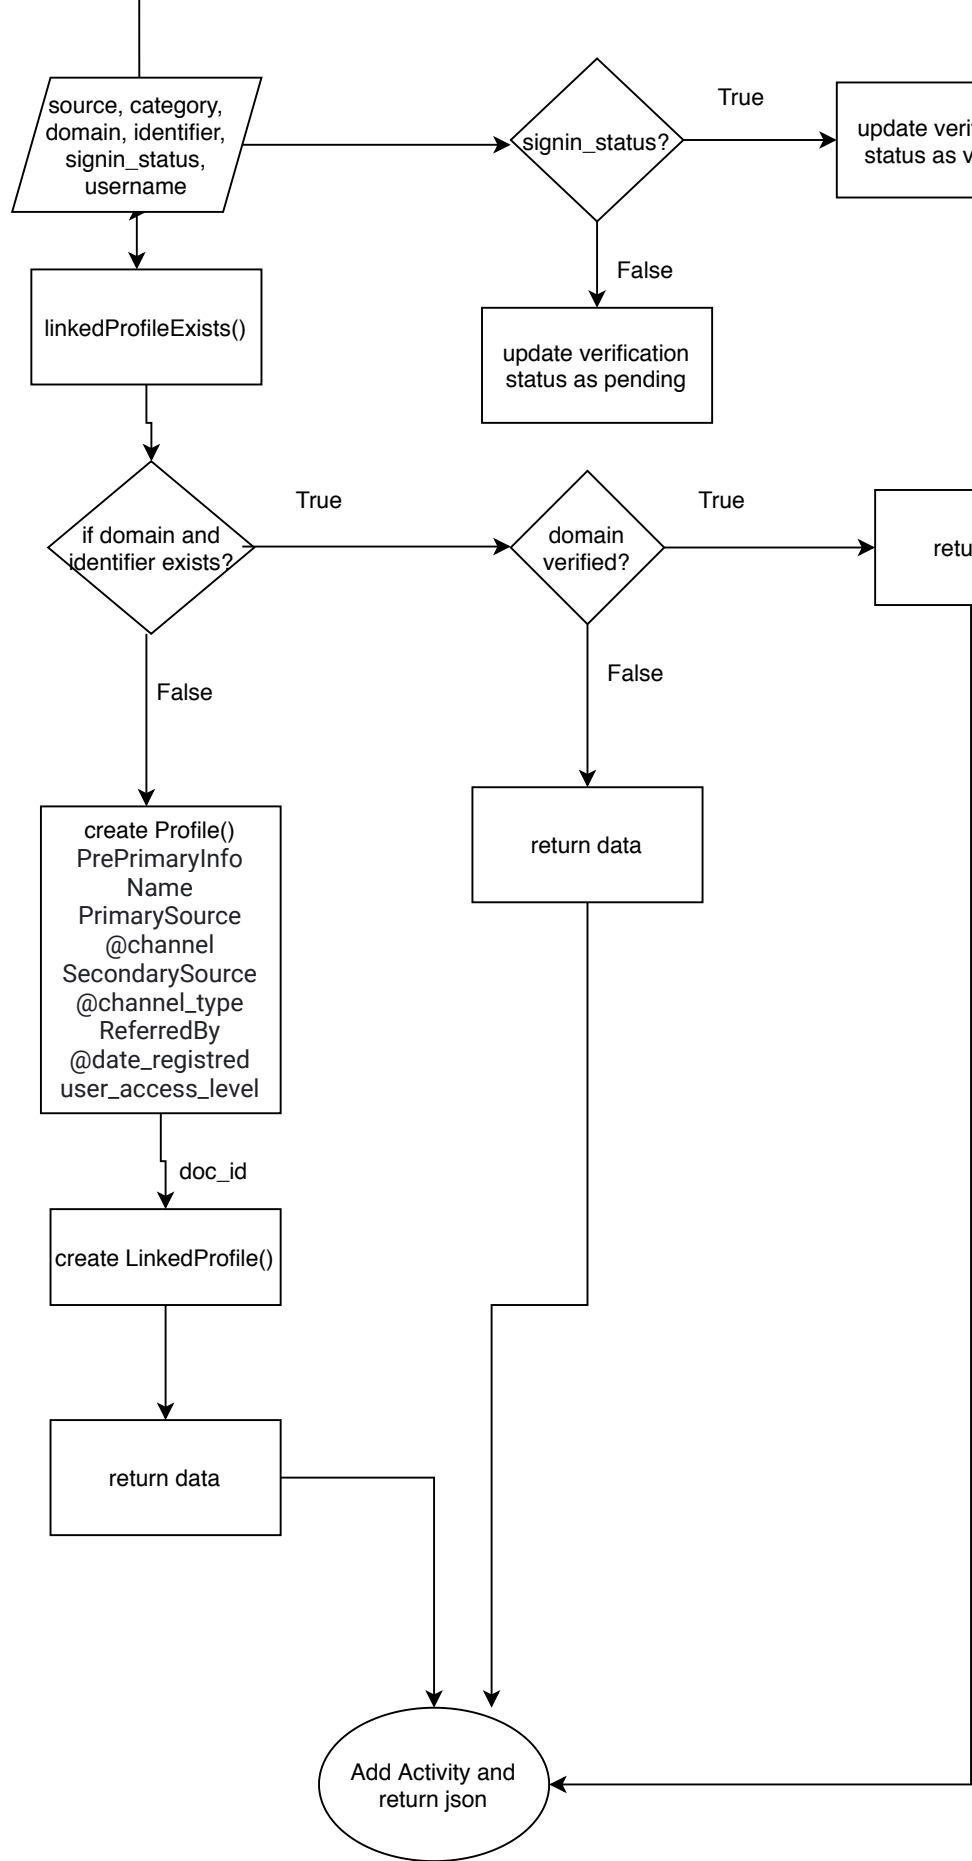 source, category,
domain, identifier,
signin_status,
username
signin_status?
True
status as
False
update verification
status as pending
linkedProfileExists()
if domain and
identifier exists?
True
domain
verified?
True
False
False
return data
create Profile()
PrePrimaryInfo
Name
PrimarySource
@channel
SecondarySource
@channel_type
ReferredBy
@date_registred
user_access_level
doc_id
create LinkedProfile()
return data
Add Activity and
return json
update